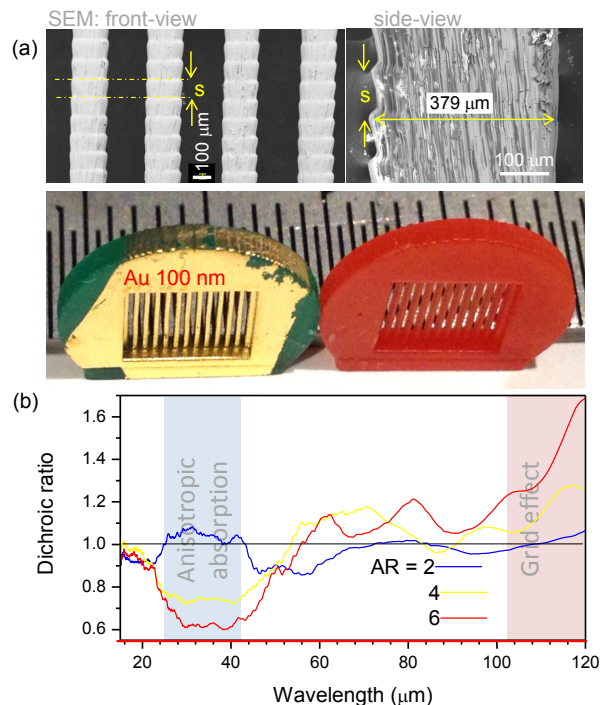 SEM: front-view
side-view
(a)
s
100 μm
s
379 μm
100 μm
Au 100 nm
(b)
Dichroic ratio
1.6
1.4
1.2
1.0
0.8
0.6
Anisotropic
absorption
Grid effect
AR = 2
4
6
20
40
60
80
100
120
Wavelength (μm)